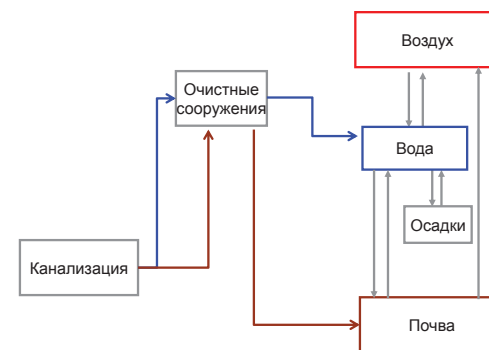 Воздух
Очистные
сооружения
Вода
Осадки
Канализация
Почва